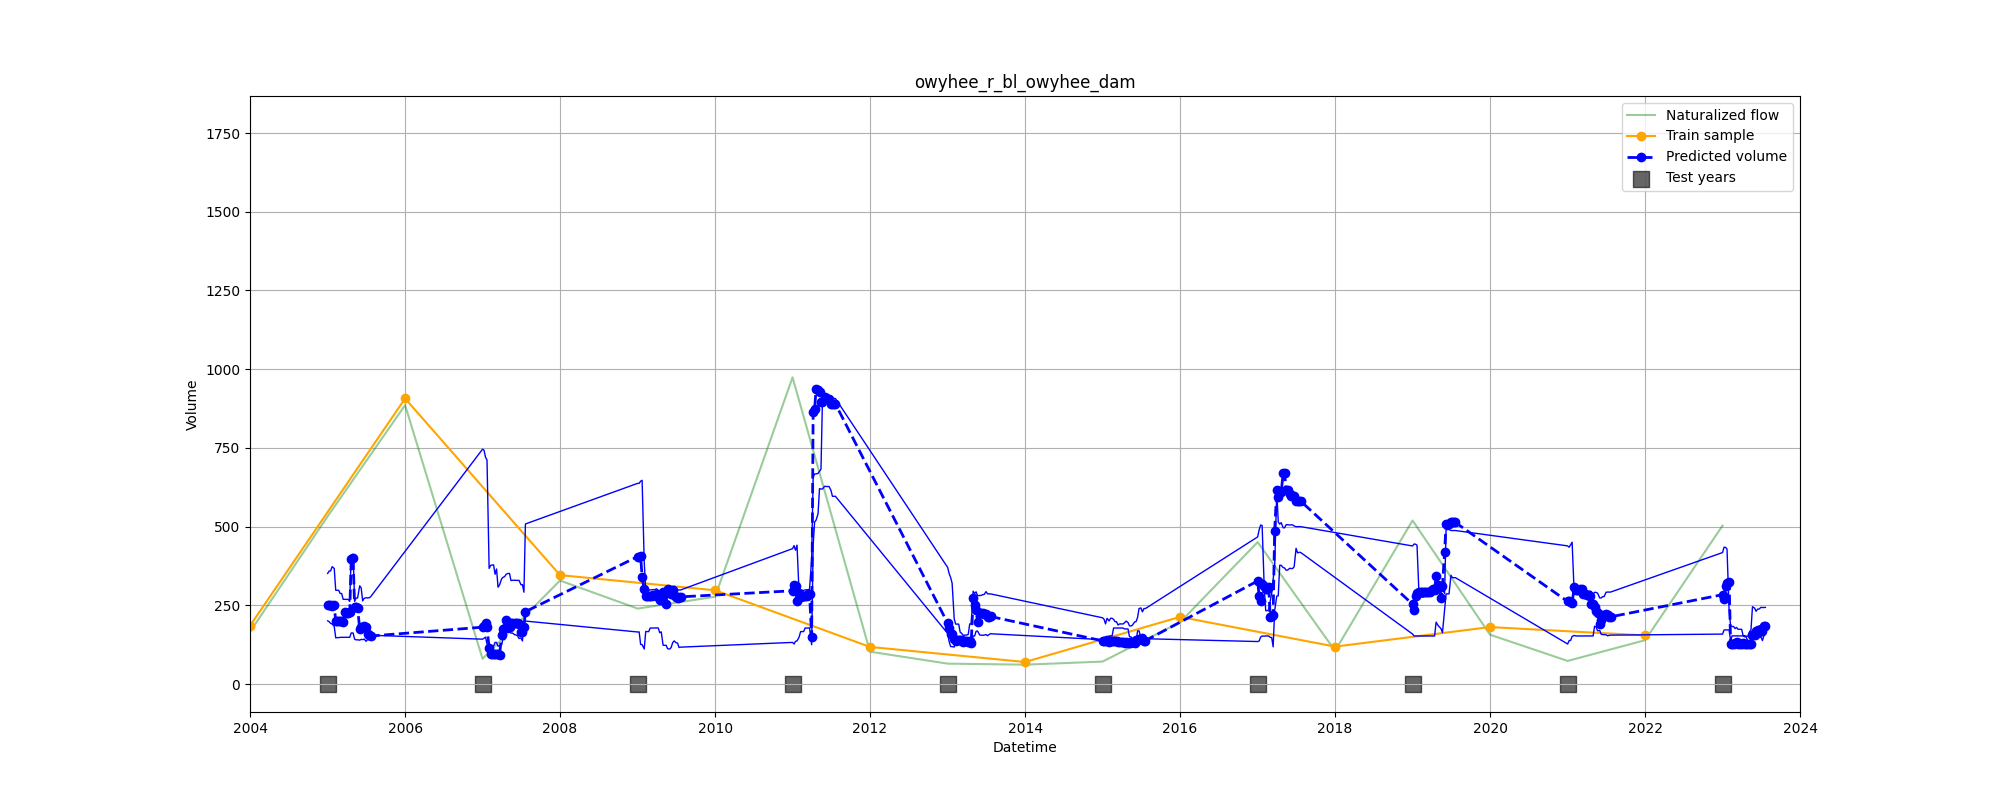 owyhee_r_bl_owyhee_dam
Naturalized flow
Train sample
Predicted volume
Test years
Volume
1750
1500
1250
1000
750
500
250
0
2004 2006 2008 2010 2012 2014 2016 2018 2020 2022 2024
Datetime